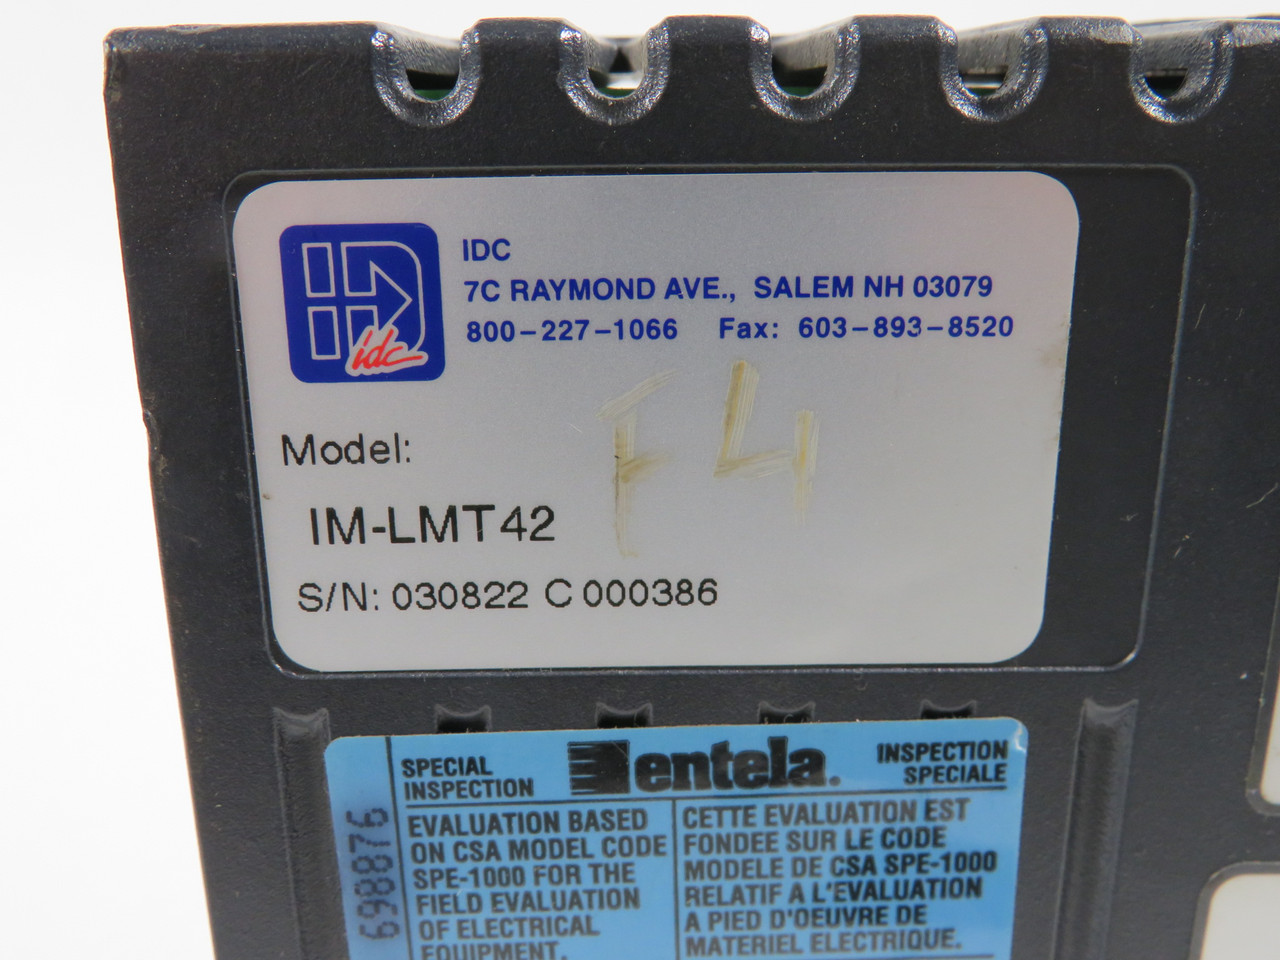 IDC
7C RAYMOND AVE., SALEM NH 03079
800-227-1066 Fax: 603-893-8520
idc
F4
Model:
IM-LMT42
S/N: 030822 C 000386
SPECIAL
INSPECTION
entela.
INSPECTION
SPECIALE
698876
EVALUATION BASED
ON CSA MODEL CODE
SPE-1000 FOR THE
FIELD EVALUATION
OF ELECTRICAL
EQUIPMENT.
CETTE EVALUATION EST
FONDEE SUR LE CODE
MODELE DE CSA SPE-1000
RELATIF A L'EVALUATION
A PIED D'OEUVRE DE
MATERIEL ELECTRIQUE.